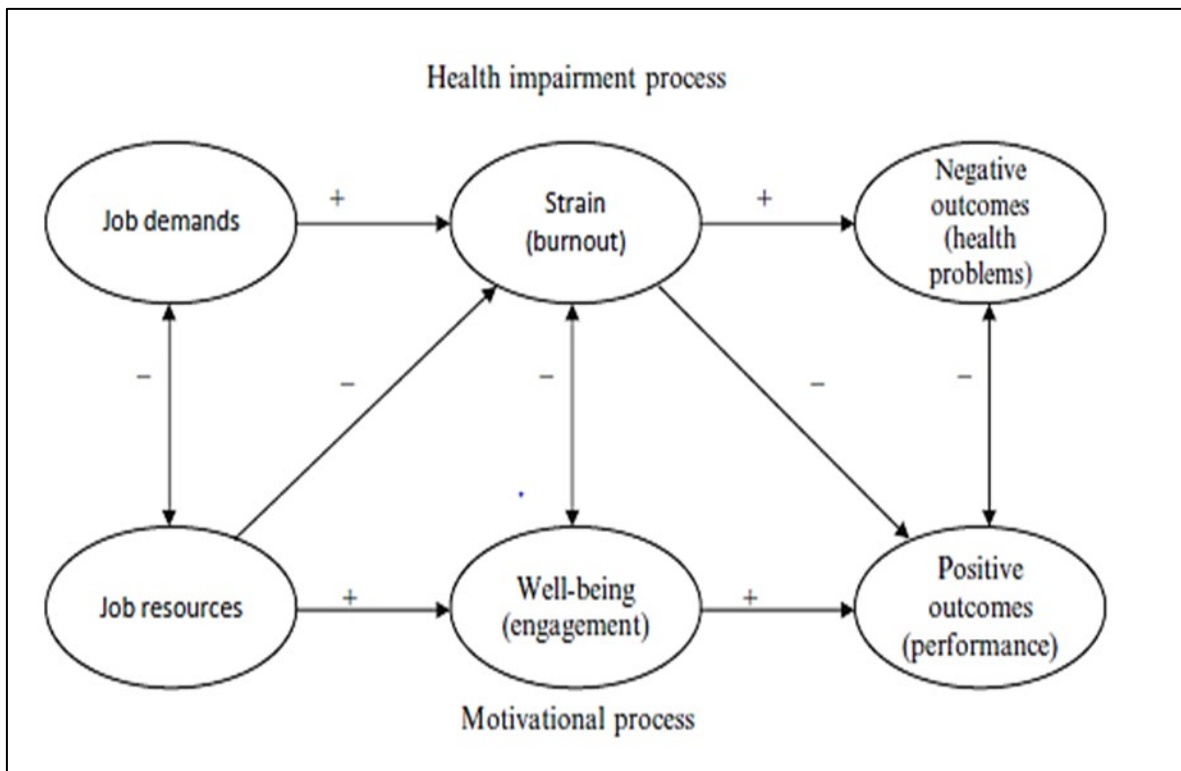 Health impairment process
Job demands
+
Strain
(burnout)
+
Negative
outcomes
(health
problems)
−
−
−
−
−
Job resources
+
Well-being
(engagement)
+
Positive
outcomes
(performance)
Motivational process